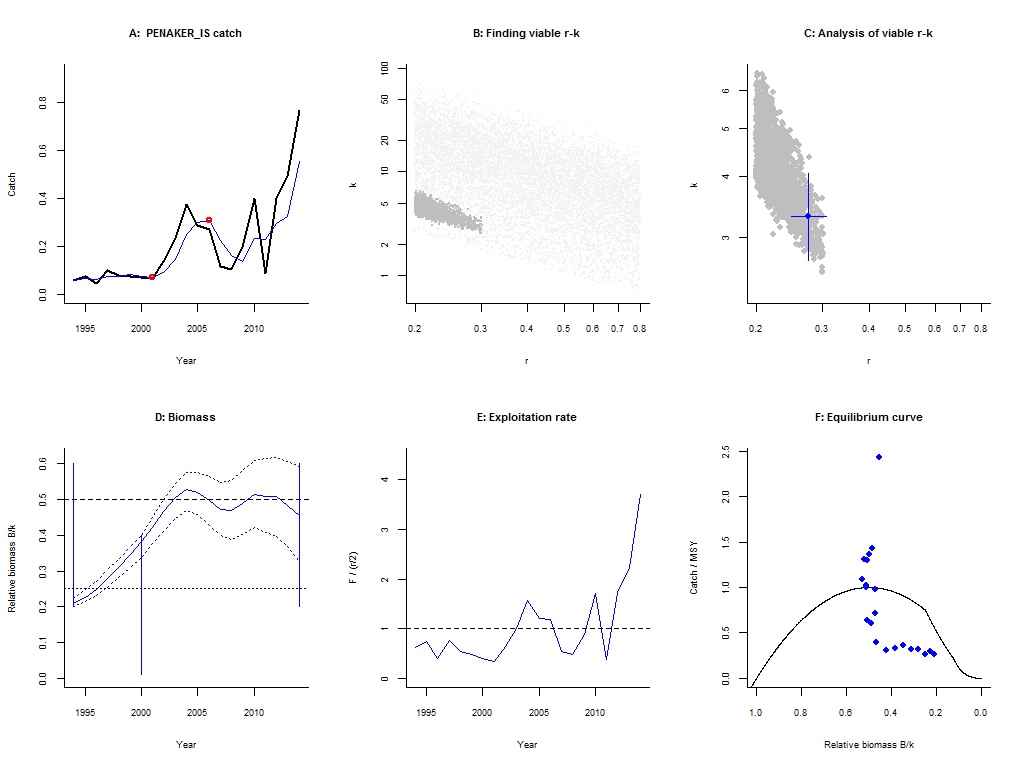 A: PENAKER_IS catch
Catch
0.0 0.2 0.4 0.6 0.8
1995 2000 2005 2010
Year
B: Finding viable r-k
k
1 2 5 10 20 50 100
0.2 0.3 0.4 0.5 0.6 0.7 0.8
r
C: Analysis of viable r-k
k
3 4 5 6
0.2 0.3 0.4 0.5 0.6 0.7 0.8
r
D: Biomass
Relative biomass B/k
0.0 0.1 0.2 0.3 0.4 0.5 0.6
1995 2000 2005 2010
Year
E: Exploitation rate
F / (r/2)
0 1 2 3 4
1995 2000 2005 2010
Year
F: Equilibrium curve
Catch / MSY
0.0 0.5 1.0 1.5 2.0 2.5
1.0 0.8 0.6 0.4 0.2 0.0
Relative biomass B/k